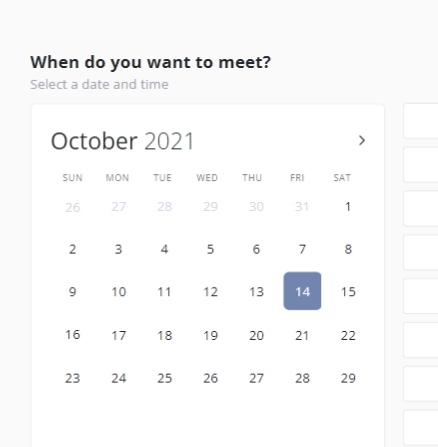 When do you want to meet?
Select a date and time
October 2021
SUN MON TUE WED THU FRI SAT
26 27 28 29 30 31 1
2 3 4 5 6 7 8
9 10 11 12 13 14 15
16 17 18 19 20 21 22
23 24 25 26 27 28 29